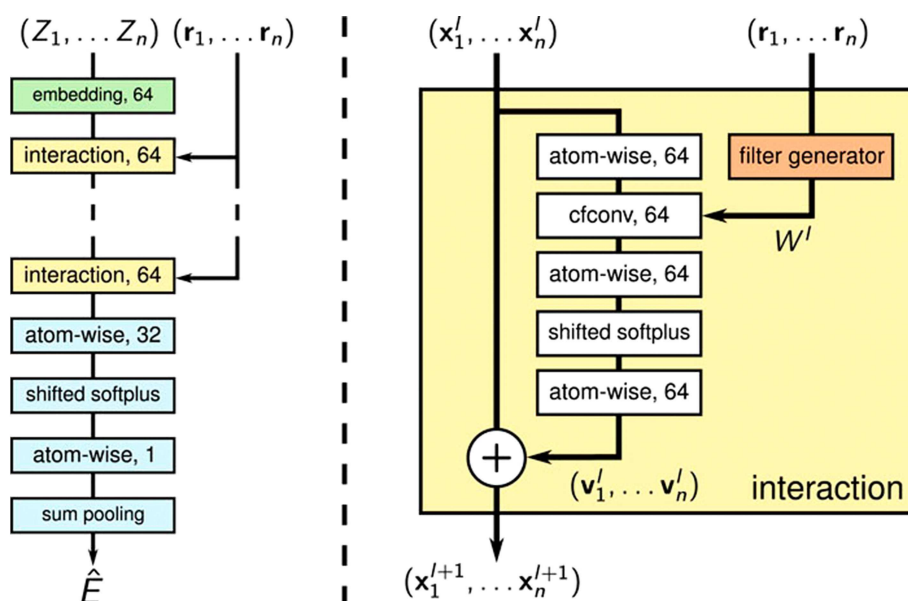 (Z₁, . . . Zₙ) (𝐫₁, . . . 𝐫ₙ)
embedding, 64
interaction, 64
interaction, 64
atom-wise, 32
shifted softplus
atom-wise, 1
sum pooling
Ê
(𝐱₁ˡ, . . . 𝐱ₙˡ) (𝐫₁, . . . 𝐫ₙ)
atom-wise, 64
filter generator
cfconv, 64
Wˡ
atom-wise, 64
shifted softplus
atom-wise, 64
+
(𝐯₁ˡ, . . . 𝐯ₙˡ)
interaction
(𝐱₁ˡ⁺¹, . . . 𝐱ₙˡ⁺¹)